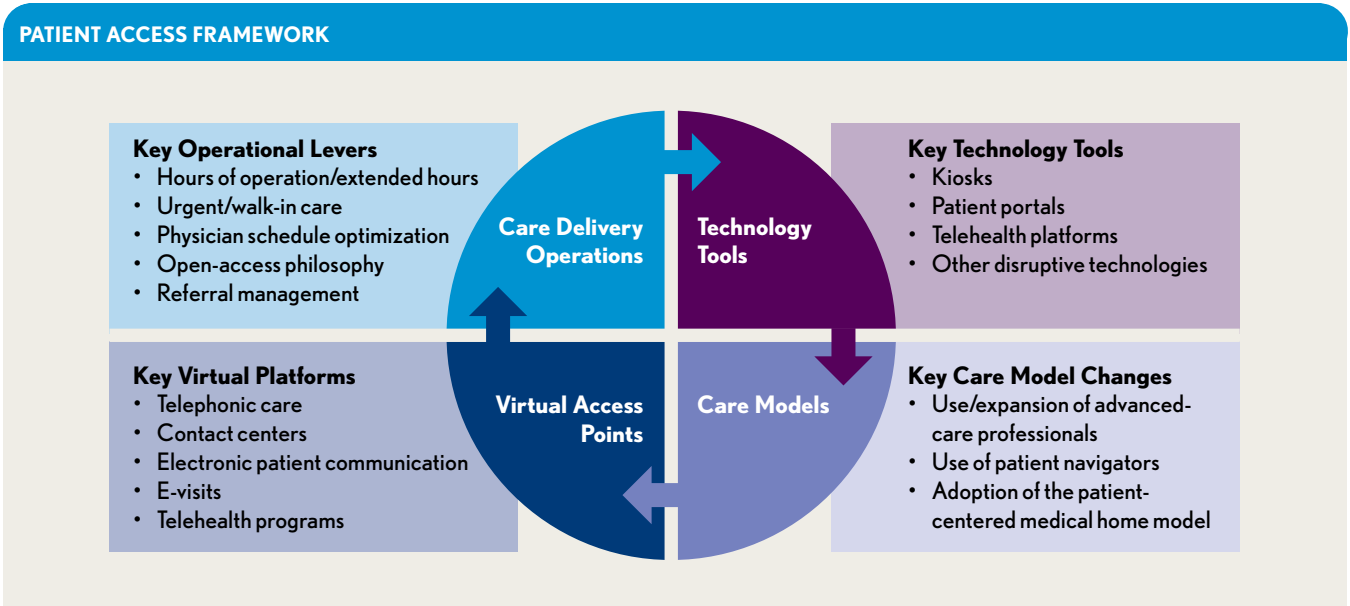 PATIENT ACCESS FRAMEWORK
Key Operational Levers
• Hours of operation/extended hours
• Urgent/walk-in care
• Physician schedule optimization
• Open-access philosophy
• Referral management
Care Delivery
Operations
Technology
Tools
Key Technology Tools
• Kiosks
• Patient portals
• Telehealth platforms
• Other disruptive technologies
Key Virtual Platforms
• Telephonic care
• Contact centers
• Electronic patient communication
• E-visits
• Telehealth programs
Virtual Access
Points
Care Models
Key Care Model Changes
• Use/expansion of advanced-
care professionals
• Use of patient navigators
• Adoption of the patient-
centered medical home model